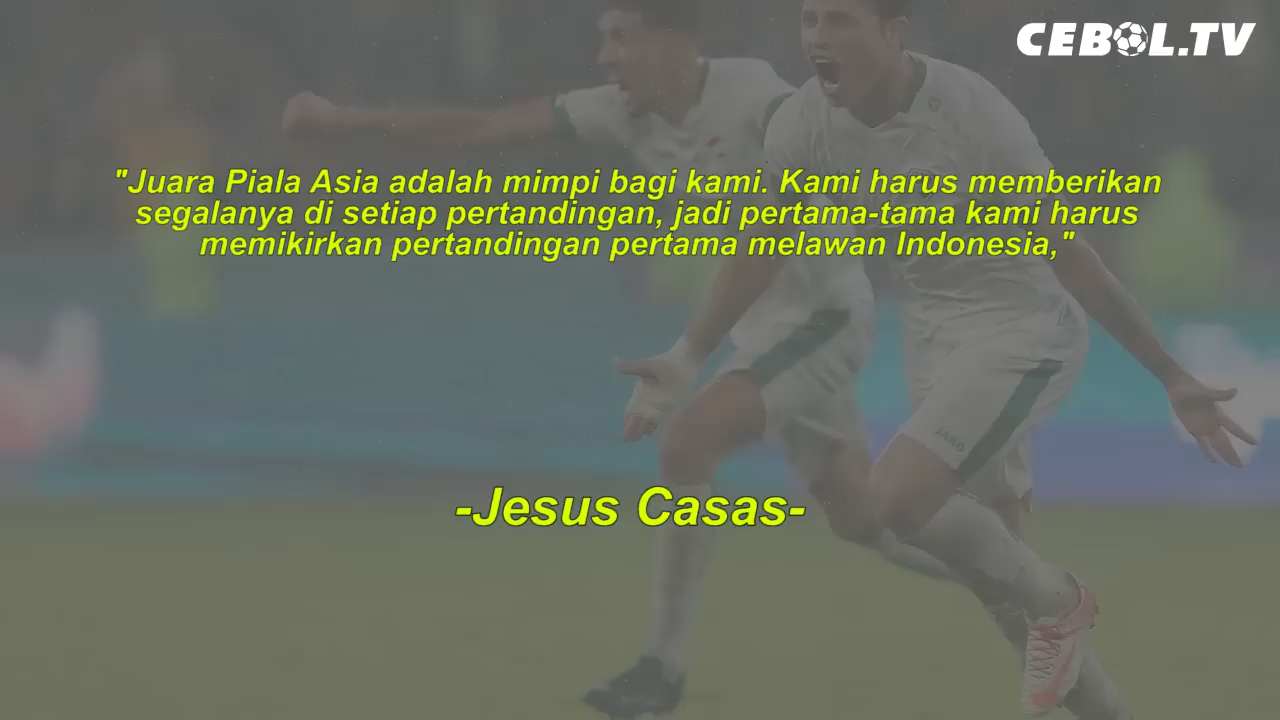 CEBOL.TV
"Juara Piala Asia adalah mimpi bagi kami. Kami harus memberikan
segalanya di setiap pertandingan, jadi pertama-tama kami harus
memikirkan pertandingan pertama melawan Indonesia,"
JAKO
-Jesus Casas-